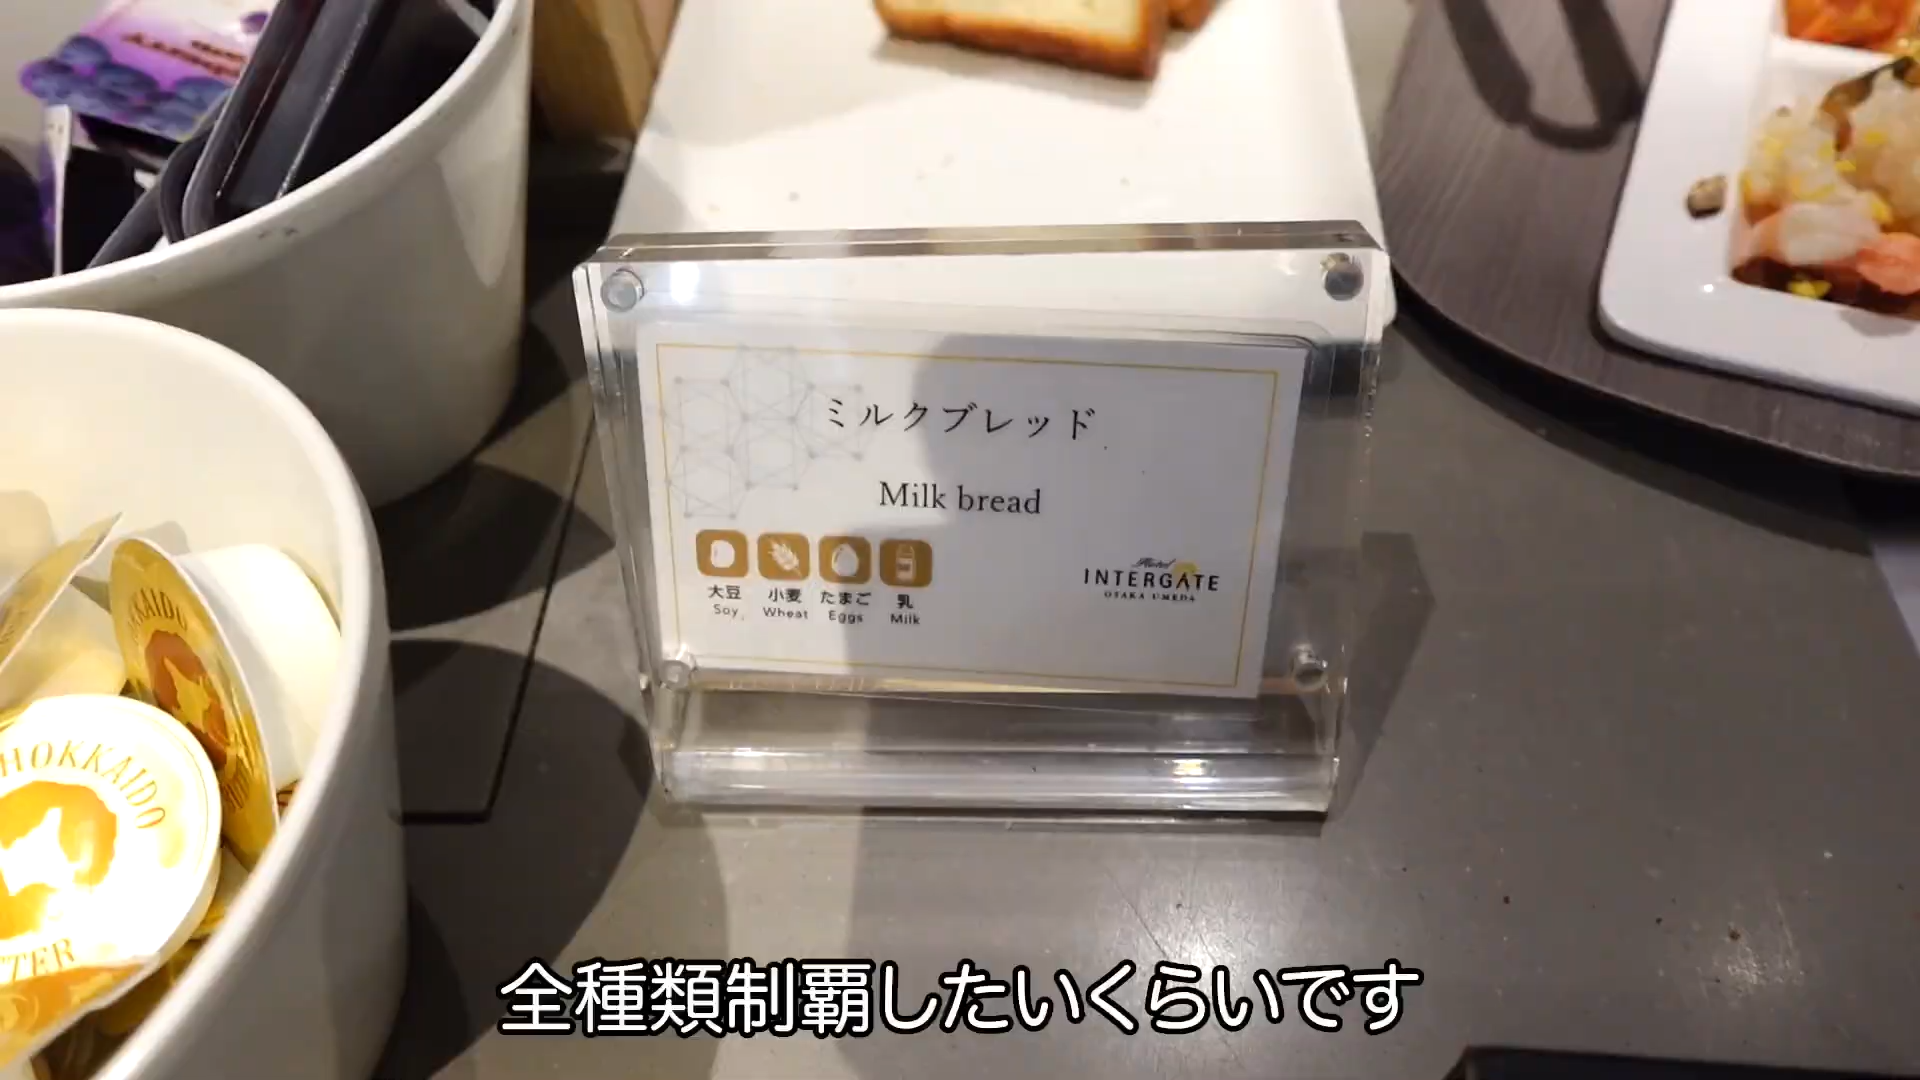 ミルクブレッド
Milk bread
大豆 小麦 たまご 乳
Soy Wheat Eggs Milk
Hotel
INTERGATE
OSAKA UMEDA
HOKKAIDO
HOKKAIDO
全種類制覇したいくらいです